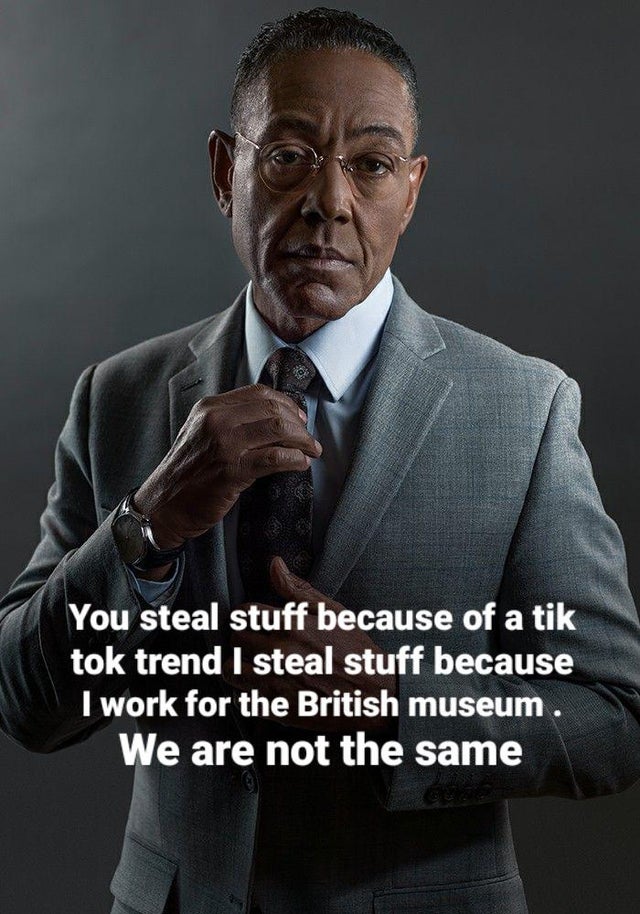 You steal stuff because of a tik
tok trend I steal stuff because
I work for the British museum .
We are not the same